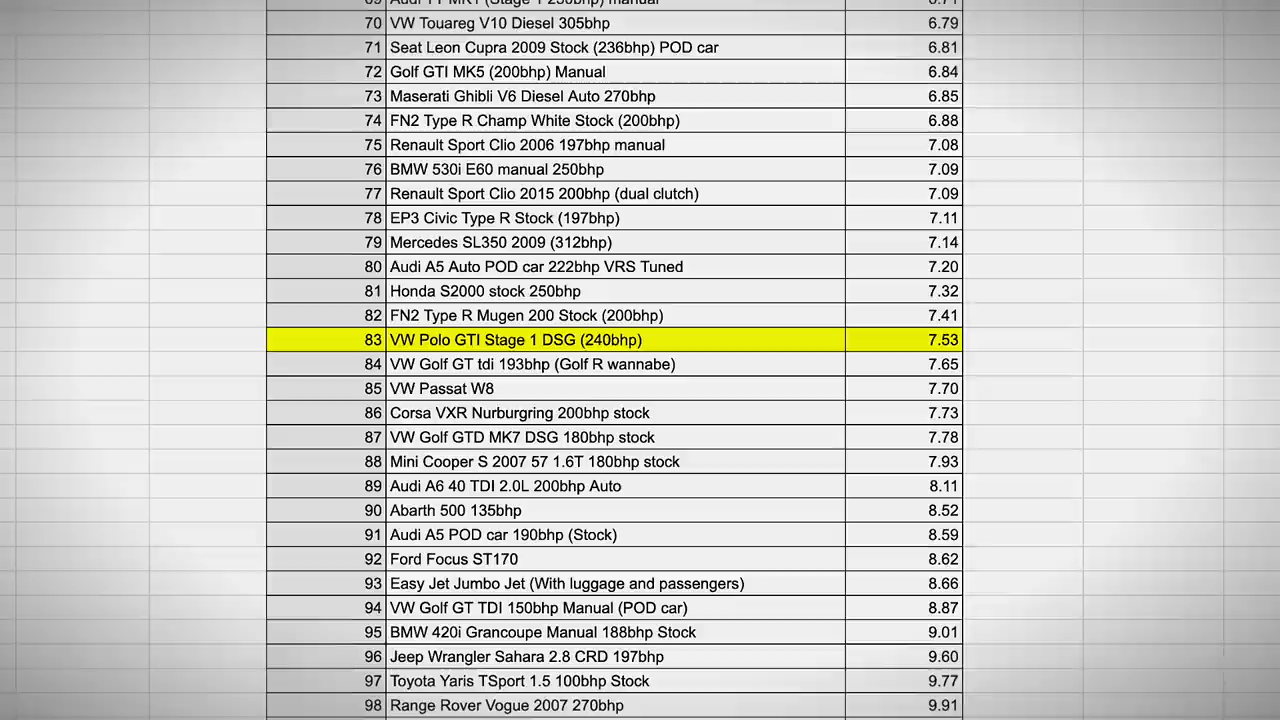 69 Audi TT MK1 (Stage 1 250bhp) manual 6.71
70 VW Touareg V10 Diesel 305bhp 6.79
71 Seat Leon Cupra 2009 Stock (236bhp) POD car 6.81
72 Golf GTI MK5 (200bhp) Manual 6.84
73 Maserati Ghibli V6 Diesel Auto 270bhp 6.85
74 FN2 Type R Champ White Stock (200bhp) 6.88
75 Renault Sport Clio 2006 197bhp manual 7.08
76 BMW 530i E60 manual 250bhp 7.09
77 Renault Sport Clio 2015 200bhp (dual clutch) 7.09
78 EP3 Civic Type R Stock (197bhp) 7.11
79 Mercedes SL350 2009 (312bhp) 7.14
80 Audi A5 Auto POD car 222bhp VRS Tuned 7.20
81 Honda S2000 stock 250bhp 7.32
82 FN2 Type R Mugen 200 Stock (200bhp) 7.41
83 VW Polo GTI Stage 1 DSG (240bhp) 7.53
84 VW Golf GT tdi 193bhp (Golf R wannabe) 7.65
85 VW Passat W8 7.70
86 Corsa VXR Nurburgring 200bhp stock 7.73
87 VW Golf GTD MK7 DSG 180bhp stock 7.78
88 Mini Cooper S 2007 57 1.6T 180bhp stock 7.93
89 Audi A6 40 TDI 2.0L 200bhp Auto 8.11
90 Abarth 500 135bhp 8.52
91 Audi A5 POD car 190bhp (Stock) 8.59
92 Ford Focus ST170 8.62
93 Easy Jet Jumbo Jet (With luggage and passengers) 8.66
94 VW Golf GT TDI 150bhp Manual (POD car) 8.87
95 BMW 420i Grancoupe Manual 188bhp Stock 9.01
96 Jeep Wrangler Sahara 2.8 CRD 197bhp 9.60
97 Toyota Yaris TSport 1.5 100bhp Stock 9.77
98 Range Rover Vogue 2007 270bhp 9.91